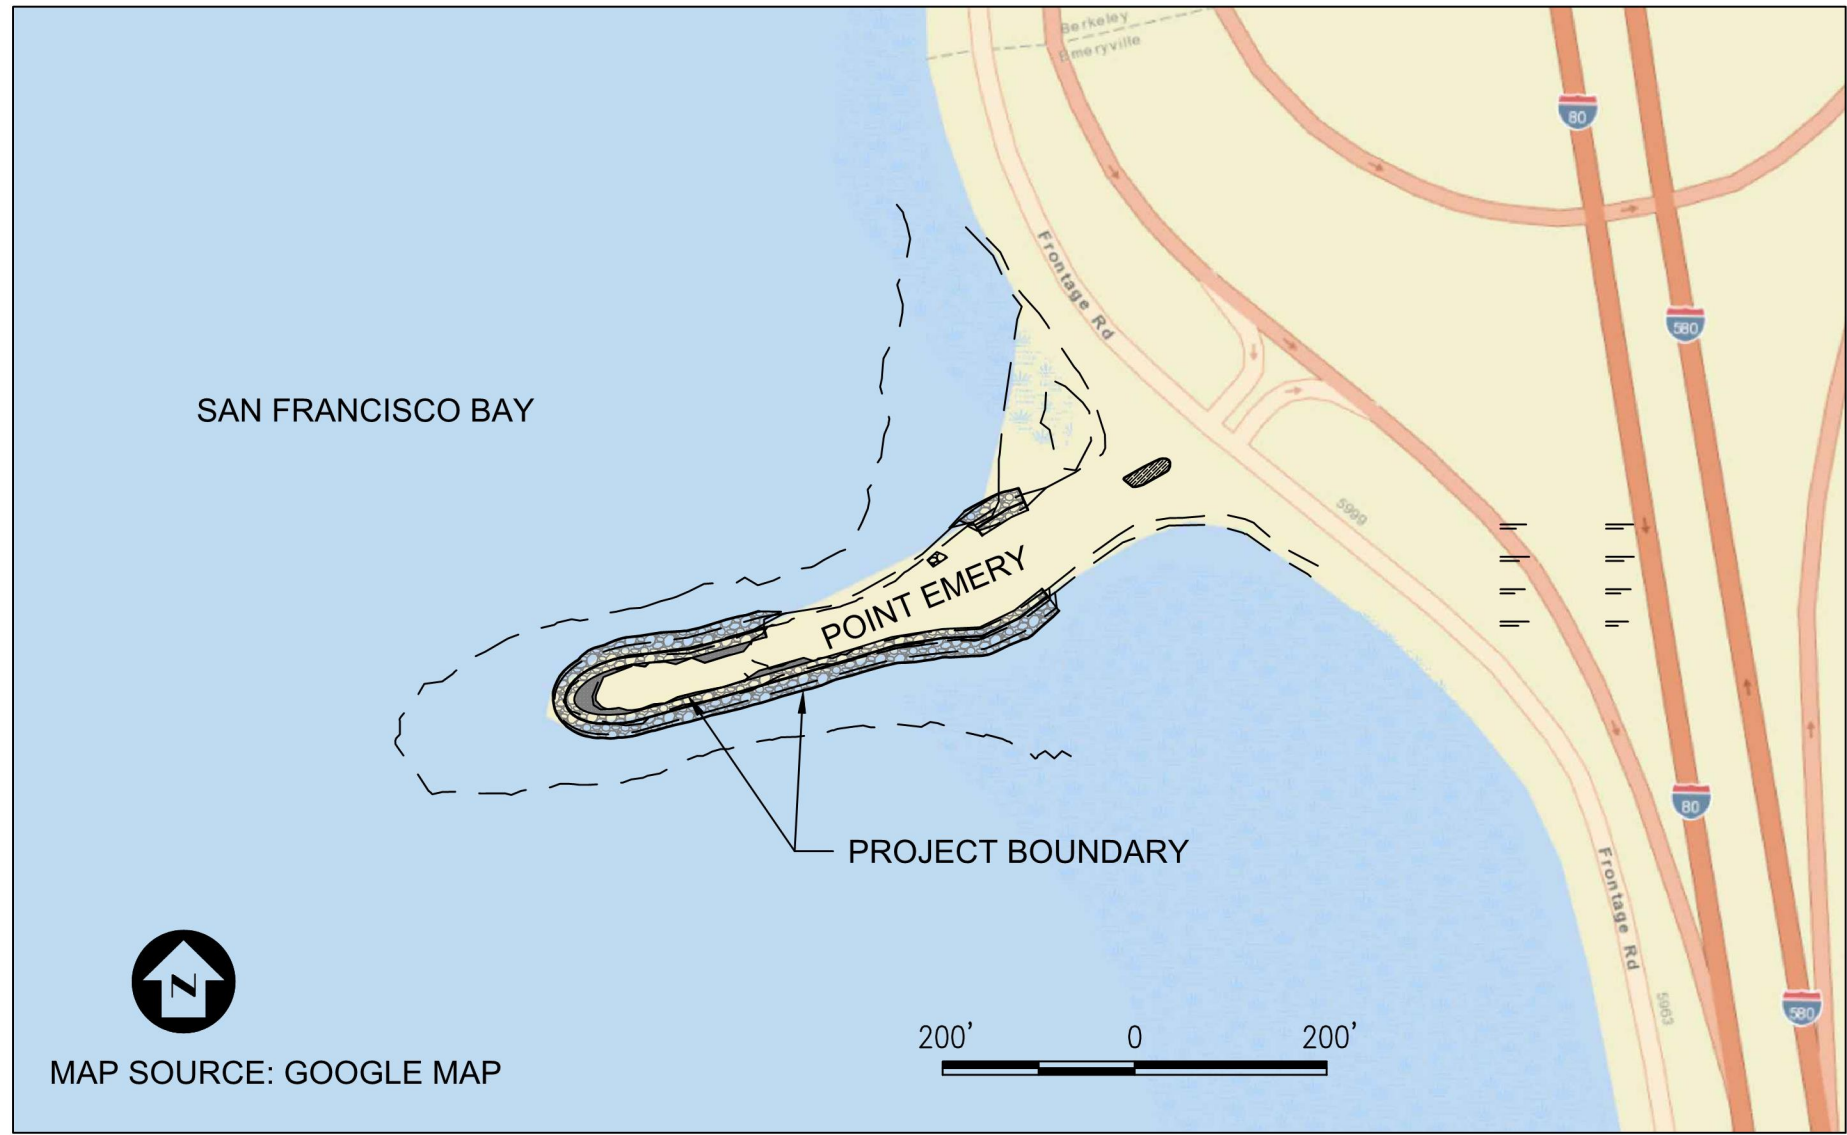 Berkeley
Emeryville
80
Frontage Rd
580
SAN FRANCISCO BAY
5999
POINT EMERY
80
PROJECT BOUNDARY
Frontage Rd
N
5963
580
200' 0 200'
MAP SOURCE: GOOGLE MAP